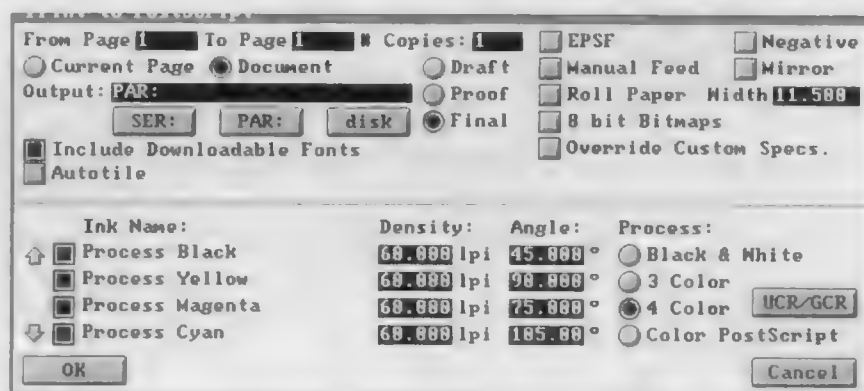 Print to PostScript
From Page 1 To Page 1 # Copies: 1 EPSF Negative
Current Page Document Draft Manual Feed Mirror
Output: PAR: Proof Roll Paper Width 11.500
SER: PAR: disk Final 8 bit Bitmaps
Include Downloadable Fonts Override Custom Specs.
Autotile
Ink Name: Density: Angle: Process:
Process Black 60.000 lpi 45.000 ° Black & White
Process Yellow 60.000 lpi 90.000 ° 3 Color
Process Magenta 60.000 lpi 75.000 ° 4 Color UCR/GCR
Process Cyan 60.000 lpi 105.00 ° Color PostScript
OK Cancel